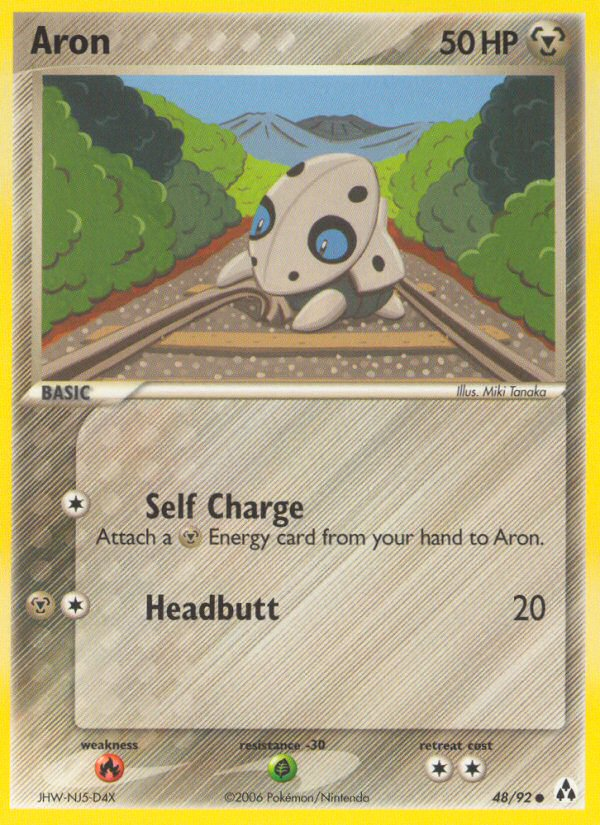 Aron 50 HP
BASIC
Illus. Miki Tanaka
Self Charge
Attach a Energy card from your hand to Aron.
Headbutt 20
weakness resistance -30 retreat cost
JHW-NJ5-D4X ©2006 Pokémon/Nintendo 48/92